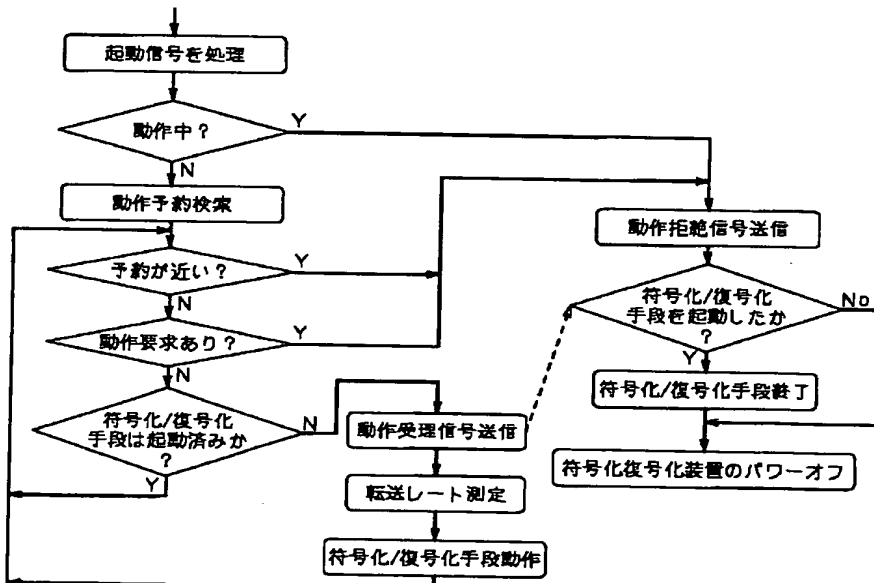 起動信号を処理
動作中？
Y
N
動作予約検索
予約が近い？
Y
N
動作要求あり？
Y
N
符号化/復号化
手段は起動済みか
？
N
Y
動作受理信号送信
転送レート測定
符号化/復号化手段動作
動作拒絶信号送信
符号化/復号化
手段を起動したか
？
No
Y
符号化/復号化手段終了
符号化復号化装置のパワーオフ